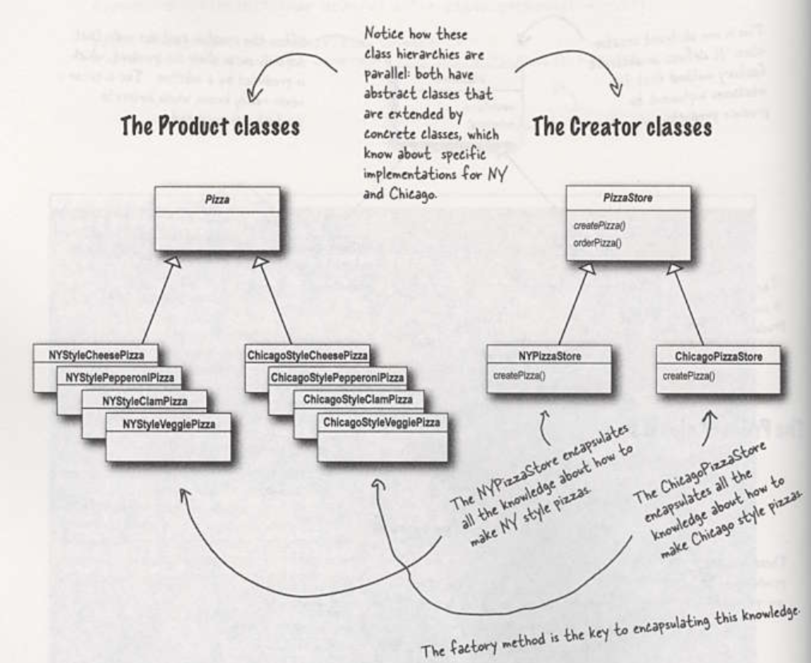 Notice how these
class hierarchies are
parallel: both have
abstract classes that
are extended by
concrete classes, which
know about specific
implementations for NY
and Chicago.
The Product classes
The Creator classes
Pizza
PizzaStore
createPizza()
orderPizza()
NYStyleCheesePizza
NYStylePepperoniPizza
NYStyleClamPizza
NYStyleVeggiePizza
ChicagoStyleCheesePizza
ChicagoStylePepperoniPizza
ChicagoStyleClamPizza
ChicagoStyleVeggiePizza
NYPizzaStore
createPizza()
ChicagoPizzaStore
createPizza()
The NYPizzaStore encapsulates
all the knowledge about how to
make NY style pizzas
The ChicagoPizzaStore
encapsulates all the
knowledge about how to
make Chicago style pizzas
The factory method is the key to encapsulating this knowledge.